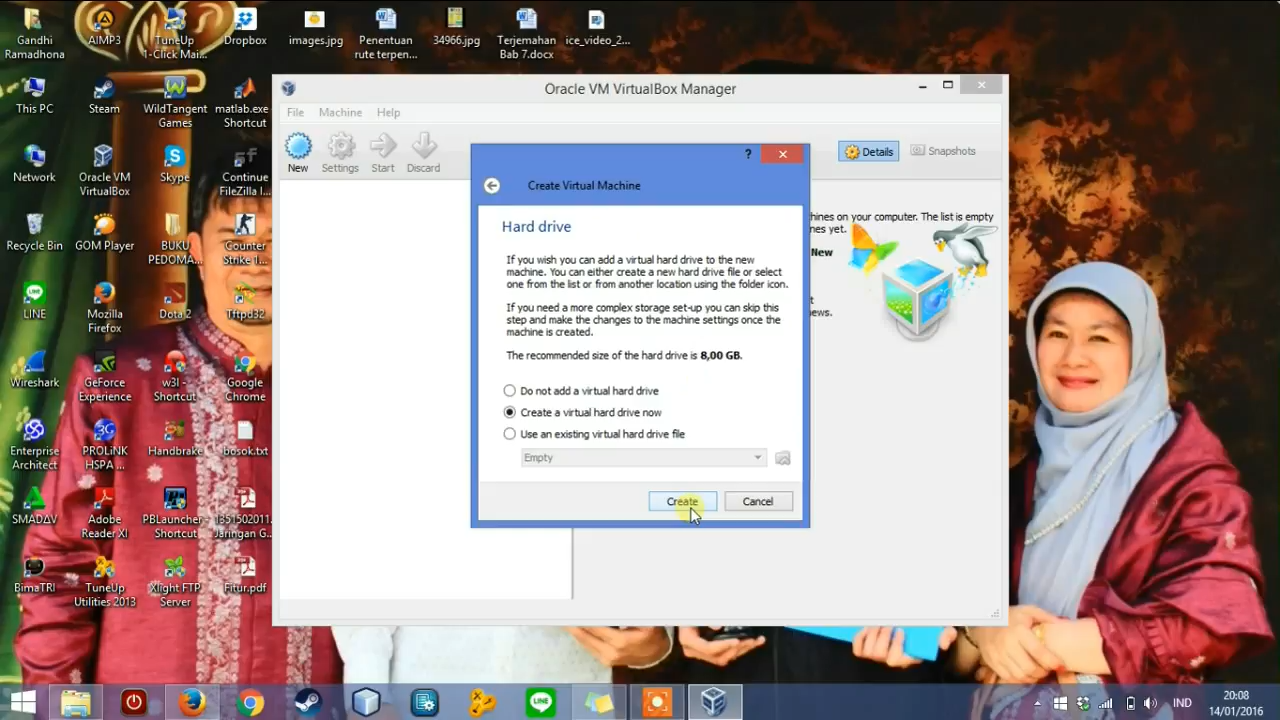 Gandhi
Ramadhona
AIMP3
TuneUp
1-Click Mai...
Dropbox
images.jpg
Penentuan
rute terpen...
34966.jpg
Terjemahan
Bab 7.docx
ice_video_2...
This PC
Steam
WildTangent
Games
matlab.exe -
Shortcut
Network
Oracle VM
VirtualBox
Skype
Continue
FileZilla I...
Recycle Bin
GOM Player
BUKU
PEDOMA...
Counter
Strike 1....
LINE
Mozilla
Firefox
Dota 2
Tftpd32
Wireshark
GeForce
Experience
w3l -
Shortcut
Google
Chrome
Enterprise
Architect
PROLiNK
HSPA ...
Handbrake
bosok.txt
SMADAV
Adobe
Reader XI
PBLauncher -
Shortcut
1351502011...
Jaringan G...
BimaTRI
TuneUp
Utilities 2013
Xlight FTP
Server
Fitur.pdf
Oracle VM VirtualBox Manager
File Machine Help
New Settings Start Discard
Details Snapshots
hines on your computer. The list is empty
nes yet.
New
t
ews.
?
Create Virtual Machine
Hard drive
If you wish you can add a virtual hard drive to the new
machine. You can either create a new hard drive file or select
one from the list or from another location using the folder icon.
If you need a more complex storage set-up you can skip this
step and make the changes to the machine settings once the
machine is created.
The recommended size of the hard drive is 8,00 GB.
Do not add a virtual hard drive
Create a virtual hard drive now
Use an existing virtual hard drive file
Empty
Create Cancel
LINE
IND
20:08
14/01/2016